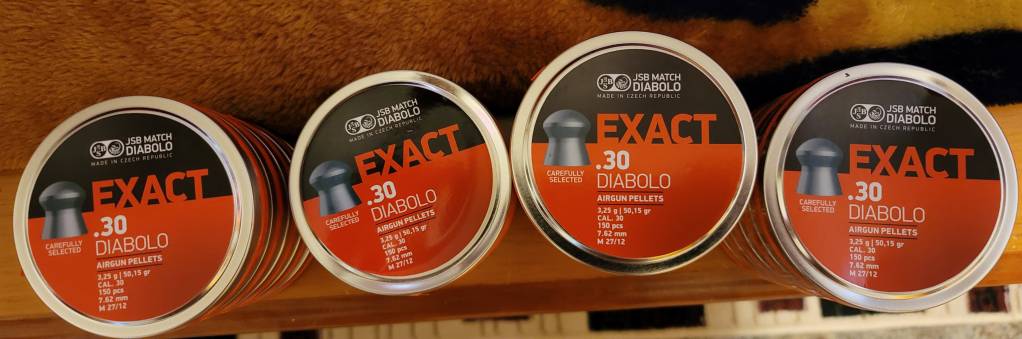 JSB MATCH
DIABOLO
MADE IN CZECH REPUBLIC
EXACT
.30
DIABOLO
CAREFULLY
SELECTED
AIRGUN PELLETS
3,25 g | 50,15 gr
CAL. 30
150 pcs
7.62 mm
M 27/12
JSB MATCH
DIABOLO
MADE IN CZECH REPUBLIC
EXACT
.30
DIABOLO
CAREFULLY
SELECTED
AIRGUN PELLETS
3,25 g | 50,15 gr
CAL. 30
150 pcs
7.62 mm
M 27/12
JSB MATCH
DIABOLO
MADE IN CZECH REPUBLIC
EXACT
.30
DIABOLO
CAREFULLY
SELECTED
AIRGUN PELLETS
3,25 g | 50,15 gr
CAL. 30
150 pcs
7.62 mm
M 27/12
JSB MATCH
DIABOLO
MADE IN CZECH REPUBLIC
EXACT
.30
DIABOLO
CAREFULLY
SELECTED
AIRGUN PELLETS
3,25 g | 50,15 gr
CAL. 30
150 pcs
7.62 mm
M 27/12